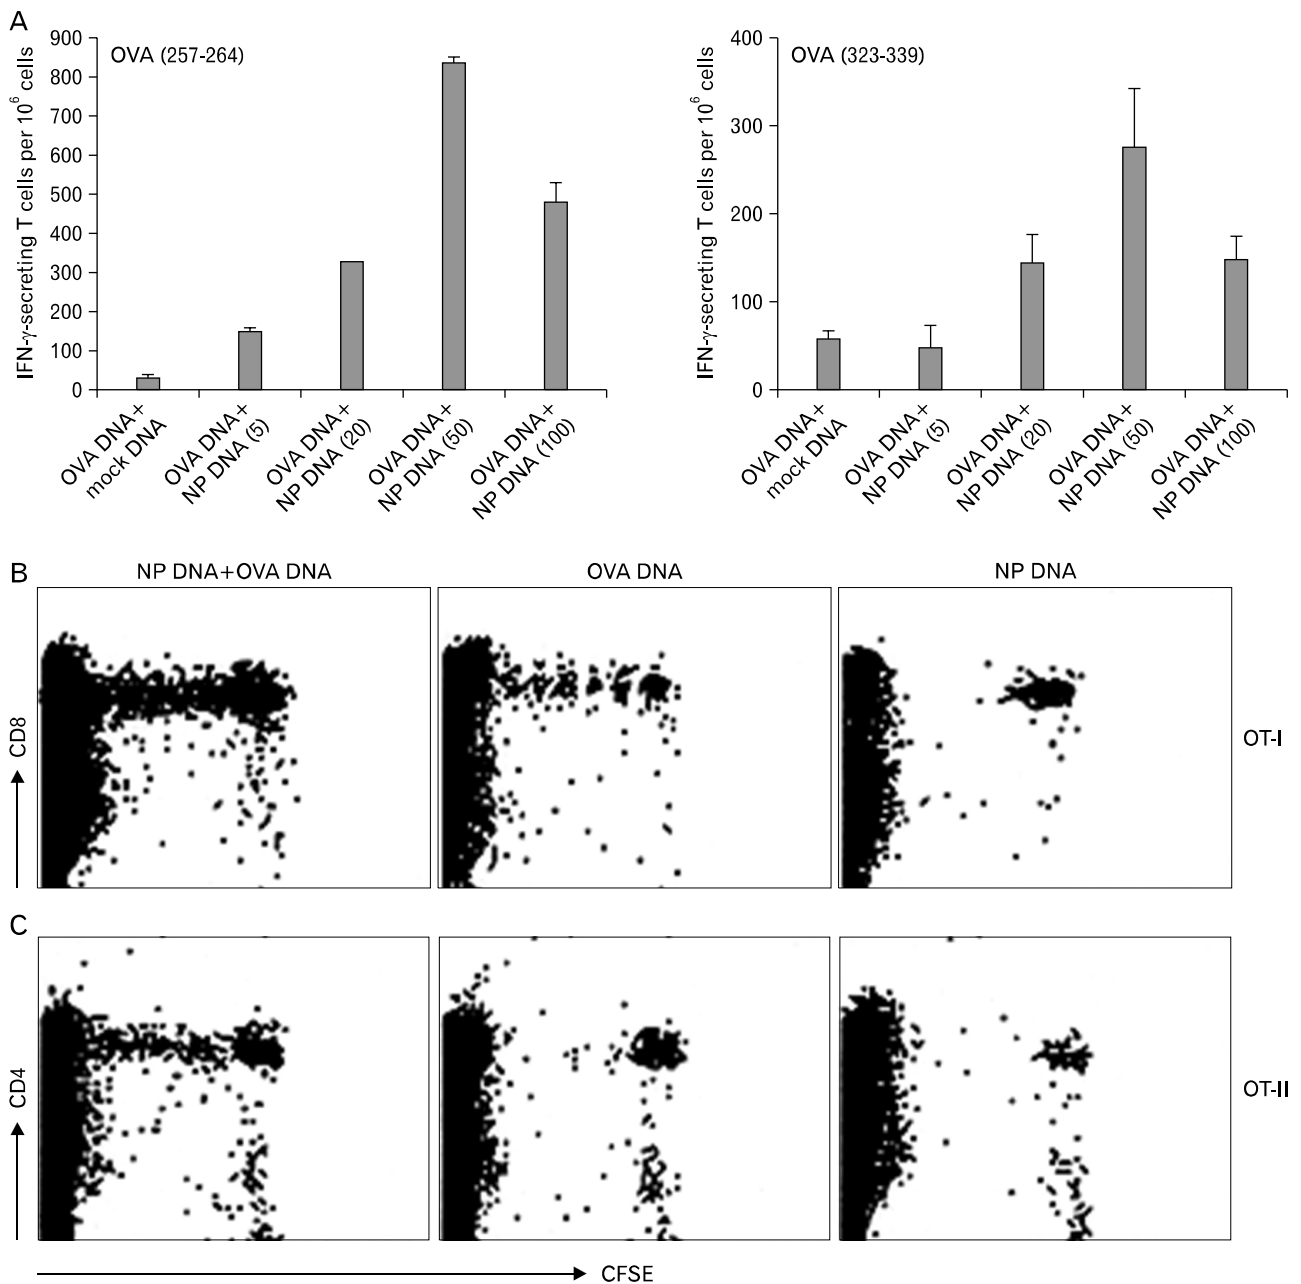 A
OVA (257-264)
IFN-γ-secreting T cells per 10⁶ cells
900
800
700
600
500
400
300
200
100
0
OVA DNA+
mock DNA
OVA DNA+
NP DNA (5)
OVA DNA+
NP DNA (20)
OVA DNA+
NP DNA (50)
OVA DNA+
NP DNA (100)
OVA (323-339)
IFN-γ-secreting T cells per 10⁶ cells
400
300
200
100
0
OVA DNA+
mock DNA
OVA DNA+
NP DNA (5)
OVA DNA+
NP DNA (20)
OVA DNA+
NP DNA (50)
OVA DNA+
NP DNA (100)
B
NP DNA+OVA DNA
OVA DNA
NP DNA
CD8
OT-I
C
CD4
OT-II
CFSE